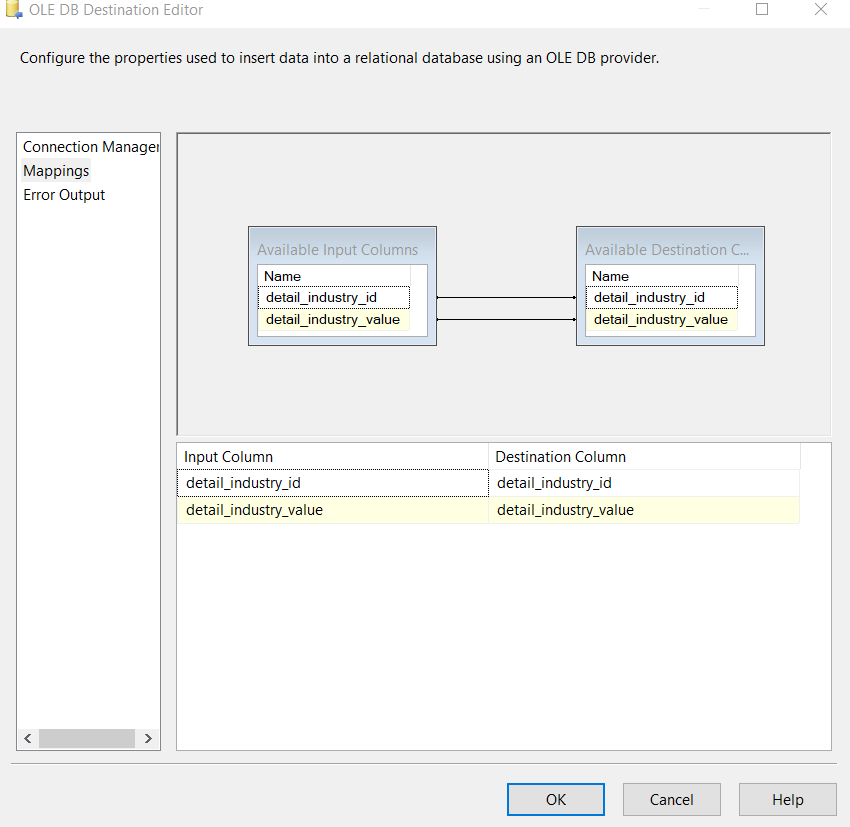 OLE DB Destination Editor
Configure the properties used to insert data into a relational database using an OLE DB provider.
Connection Manager
Mappings
Error Output
Available Input Columns
Name
detail_industry_id
detail_industry_value
Available Destination C...
Name
detail_industry_id
detail_industry_value
Input Column Destination Column
detail_industry_id detail_industry_id
detail_industry_value detail_industry_value
OK Cancel Help